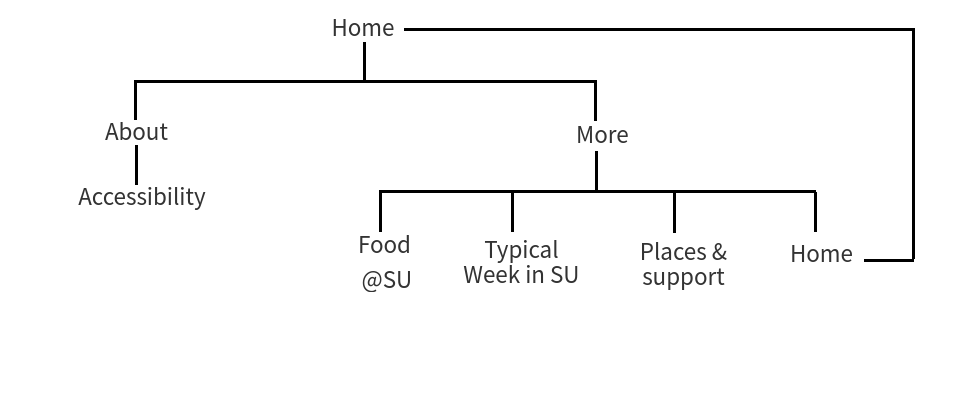 Home
About
More
Accessibility
Food
@SU
Typical
Week in SU
Places &
support
Home